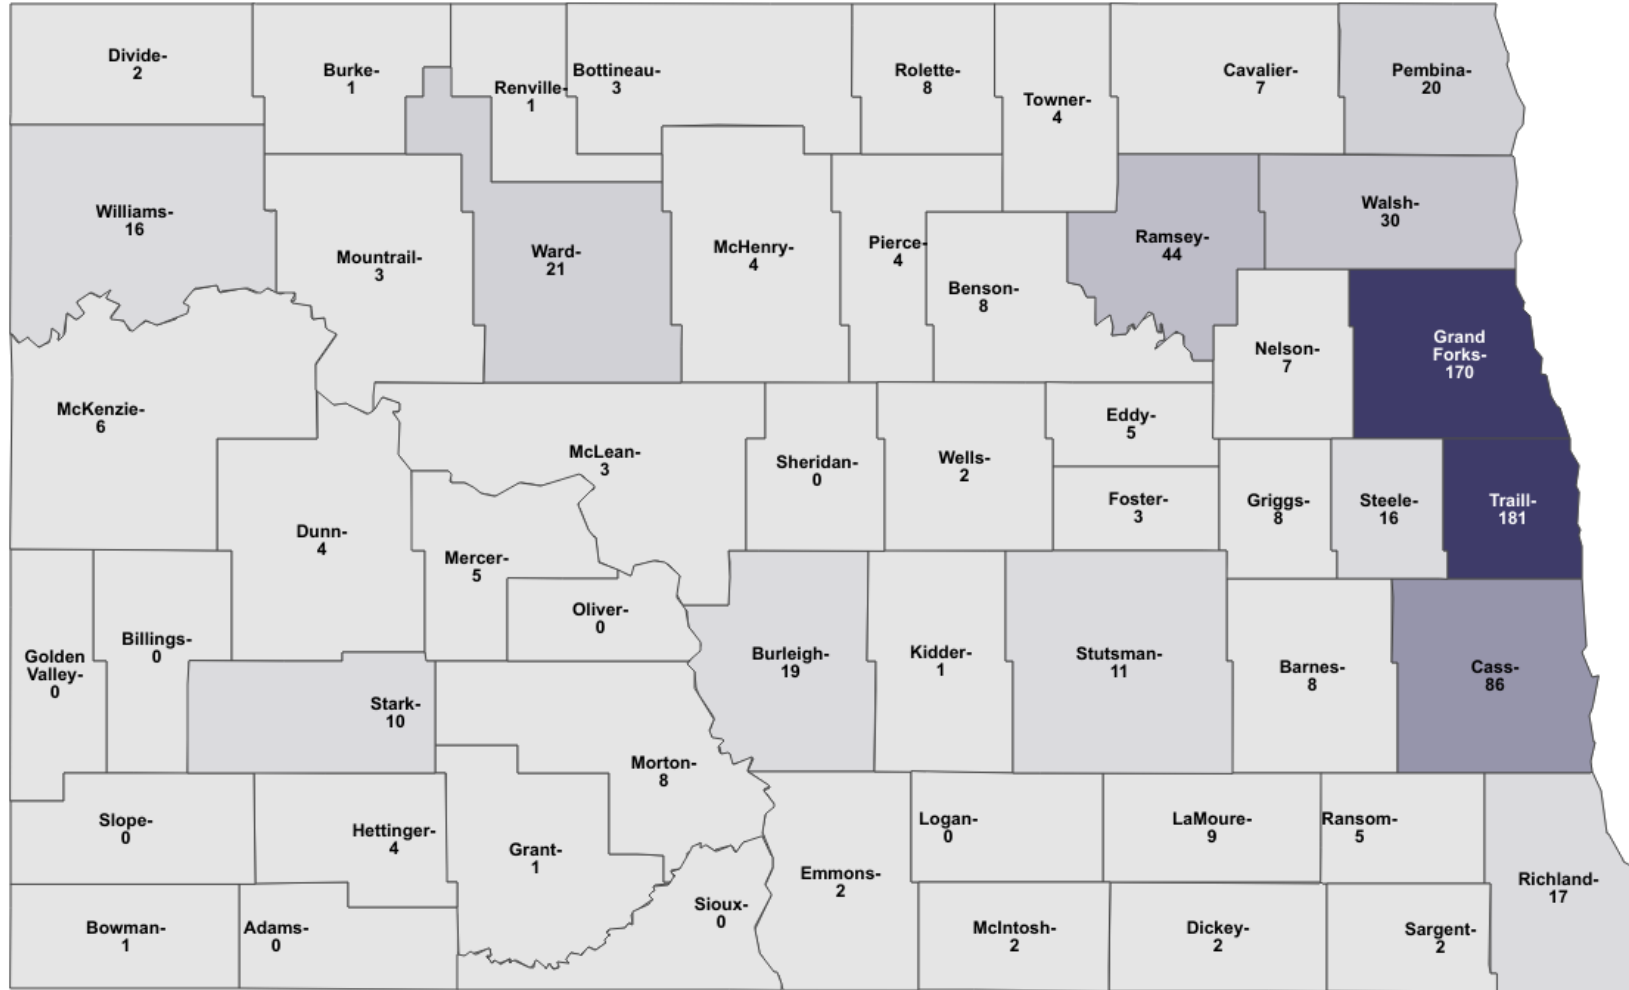 Divide-
2
Burke-
1
Renville-
1
Bottineau-
3
Rolette-
8
Towner-
4
Cavalier-
7
Pembina-
20
Williams-
16
Mountrail-
3
Ward-
21
McHenry-
4
Pierce-
4
Benson-
8
Ramsey-
44
Walsh-
30
McKenzie-
6
Nelson-
7
Grand
Forks-
170
Dunn-
4
McLean-
3
Mercer-
5
Oliver-
0
Sheridan-
0
Wells-
2
Eddy-
5
Foster-
3
Griggs-
8
Steele-
16
Traill-
181
Golden
Valley-
0
Billings-
0
Stark-
10
Morton-
8
Burleigh-
19
Kidder-
1
Stutsman-
11
Barnes-
8
Cass-
86
Slope-
0
Hettinger-
4
Grant-
1
Sioux-
0
Emmons-
2
Logan-
0
LaMoure-
9
Ransom-
5
Richland-
17
Bowman-
1
Adams-
0
McIntosh-
2
Dickey-
2
Sargent-
2